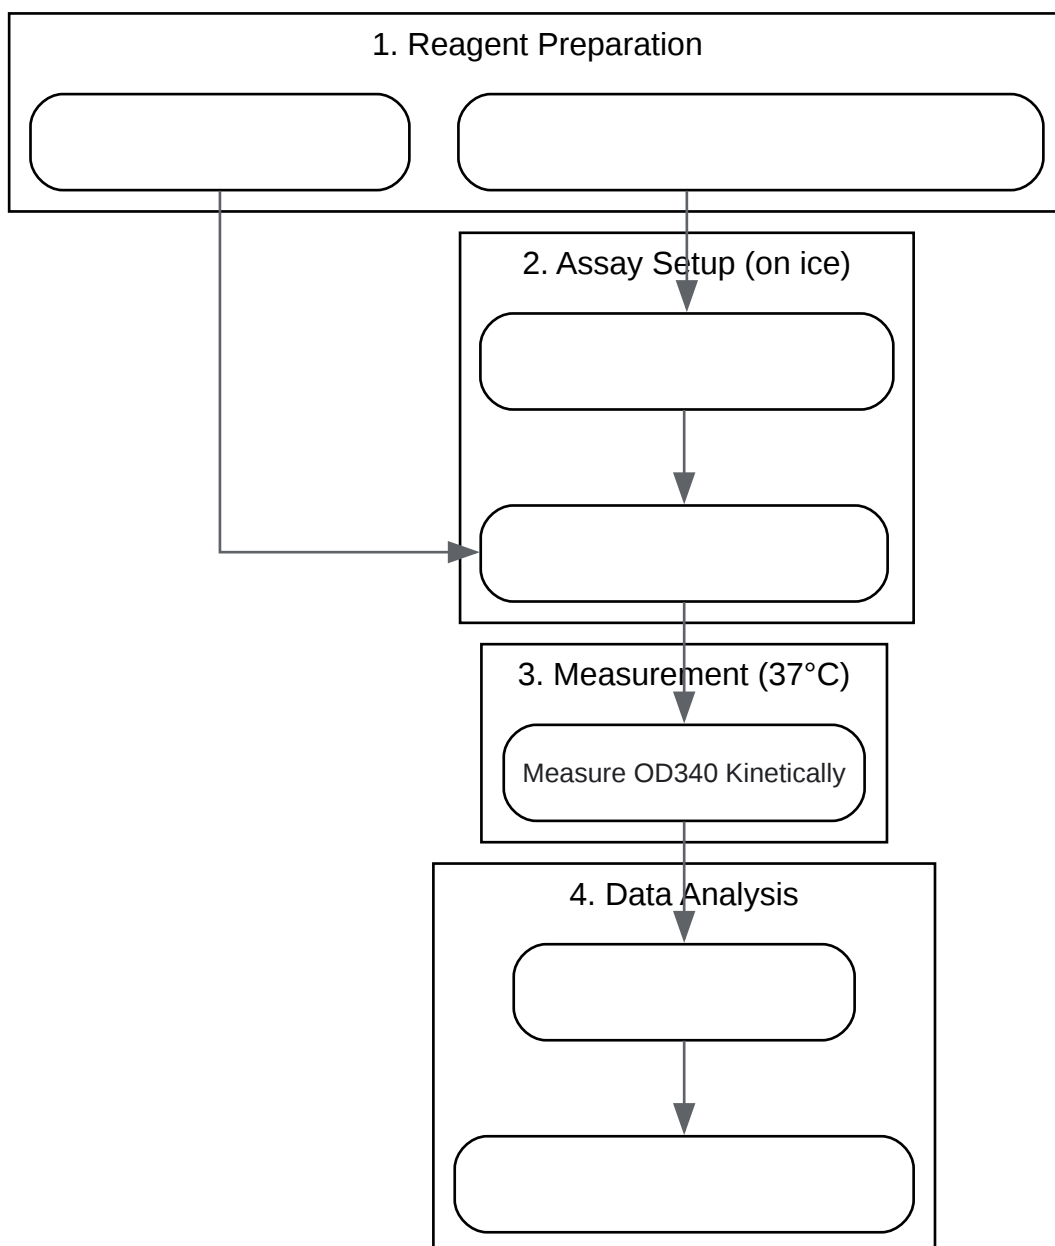 1. Reagent Preparation
2. Assay Setup (on ice)
3. Measurement (37°C)
Measure OD340 Kinetically
4. Data Analysis